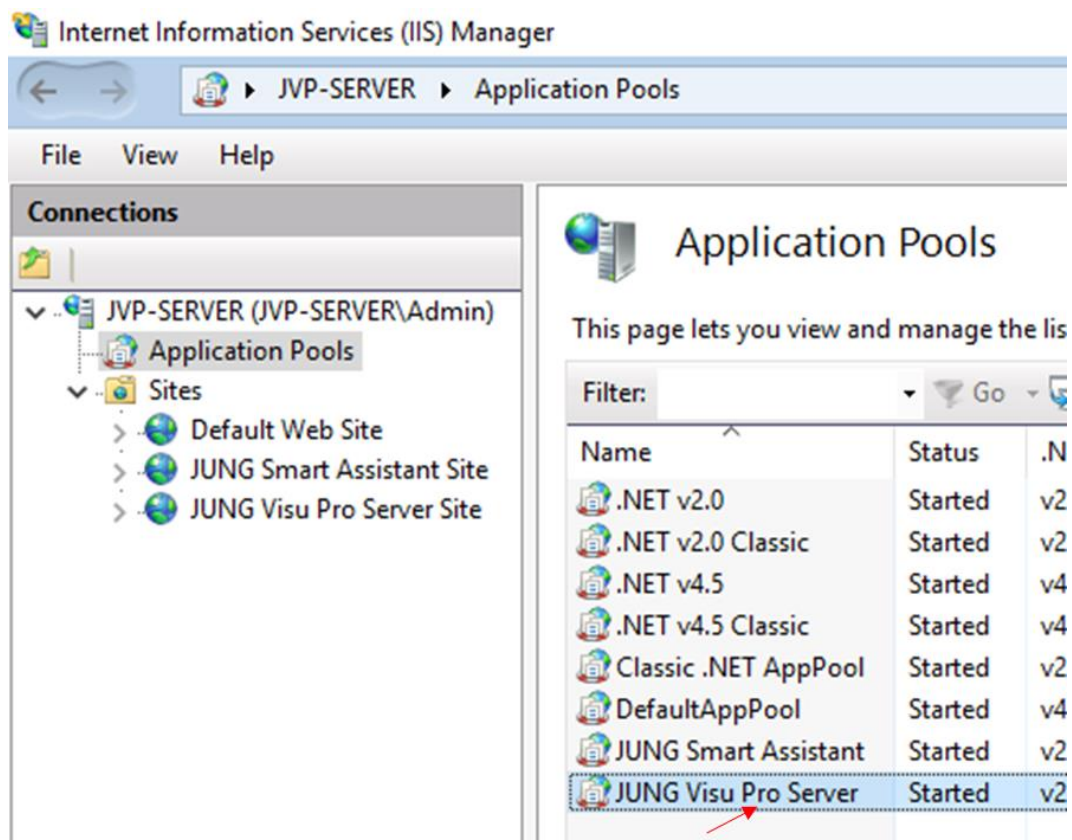 Internet Information Services (IIS) Manager
JVP-SERVER Application Pools
File View Help
Connections
JVP-SERVER (JVP-SERVER\Admin)
Application Pools
Sites
Default Web Site
JUNG Smart Assistant Site
JUNG Visu Pro Server Site
Application Pools
This page lets you view and manage the lis
Filter: Go
Name Status .N
.NET v2.0 Started v2
.NET v2.0 Classic Started v2
.NET v4.5 Started v4
.NET v4.5 Classic Started v4
Classic .NET AppPool Started v2
DefaultAppPool Started v4
JUNG Smart Assistant Started v2
JUNG Visu Pro Server Started v2